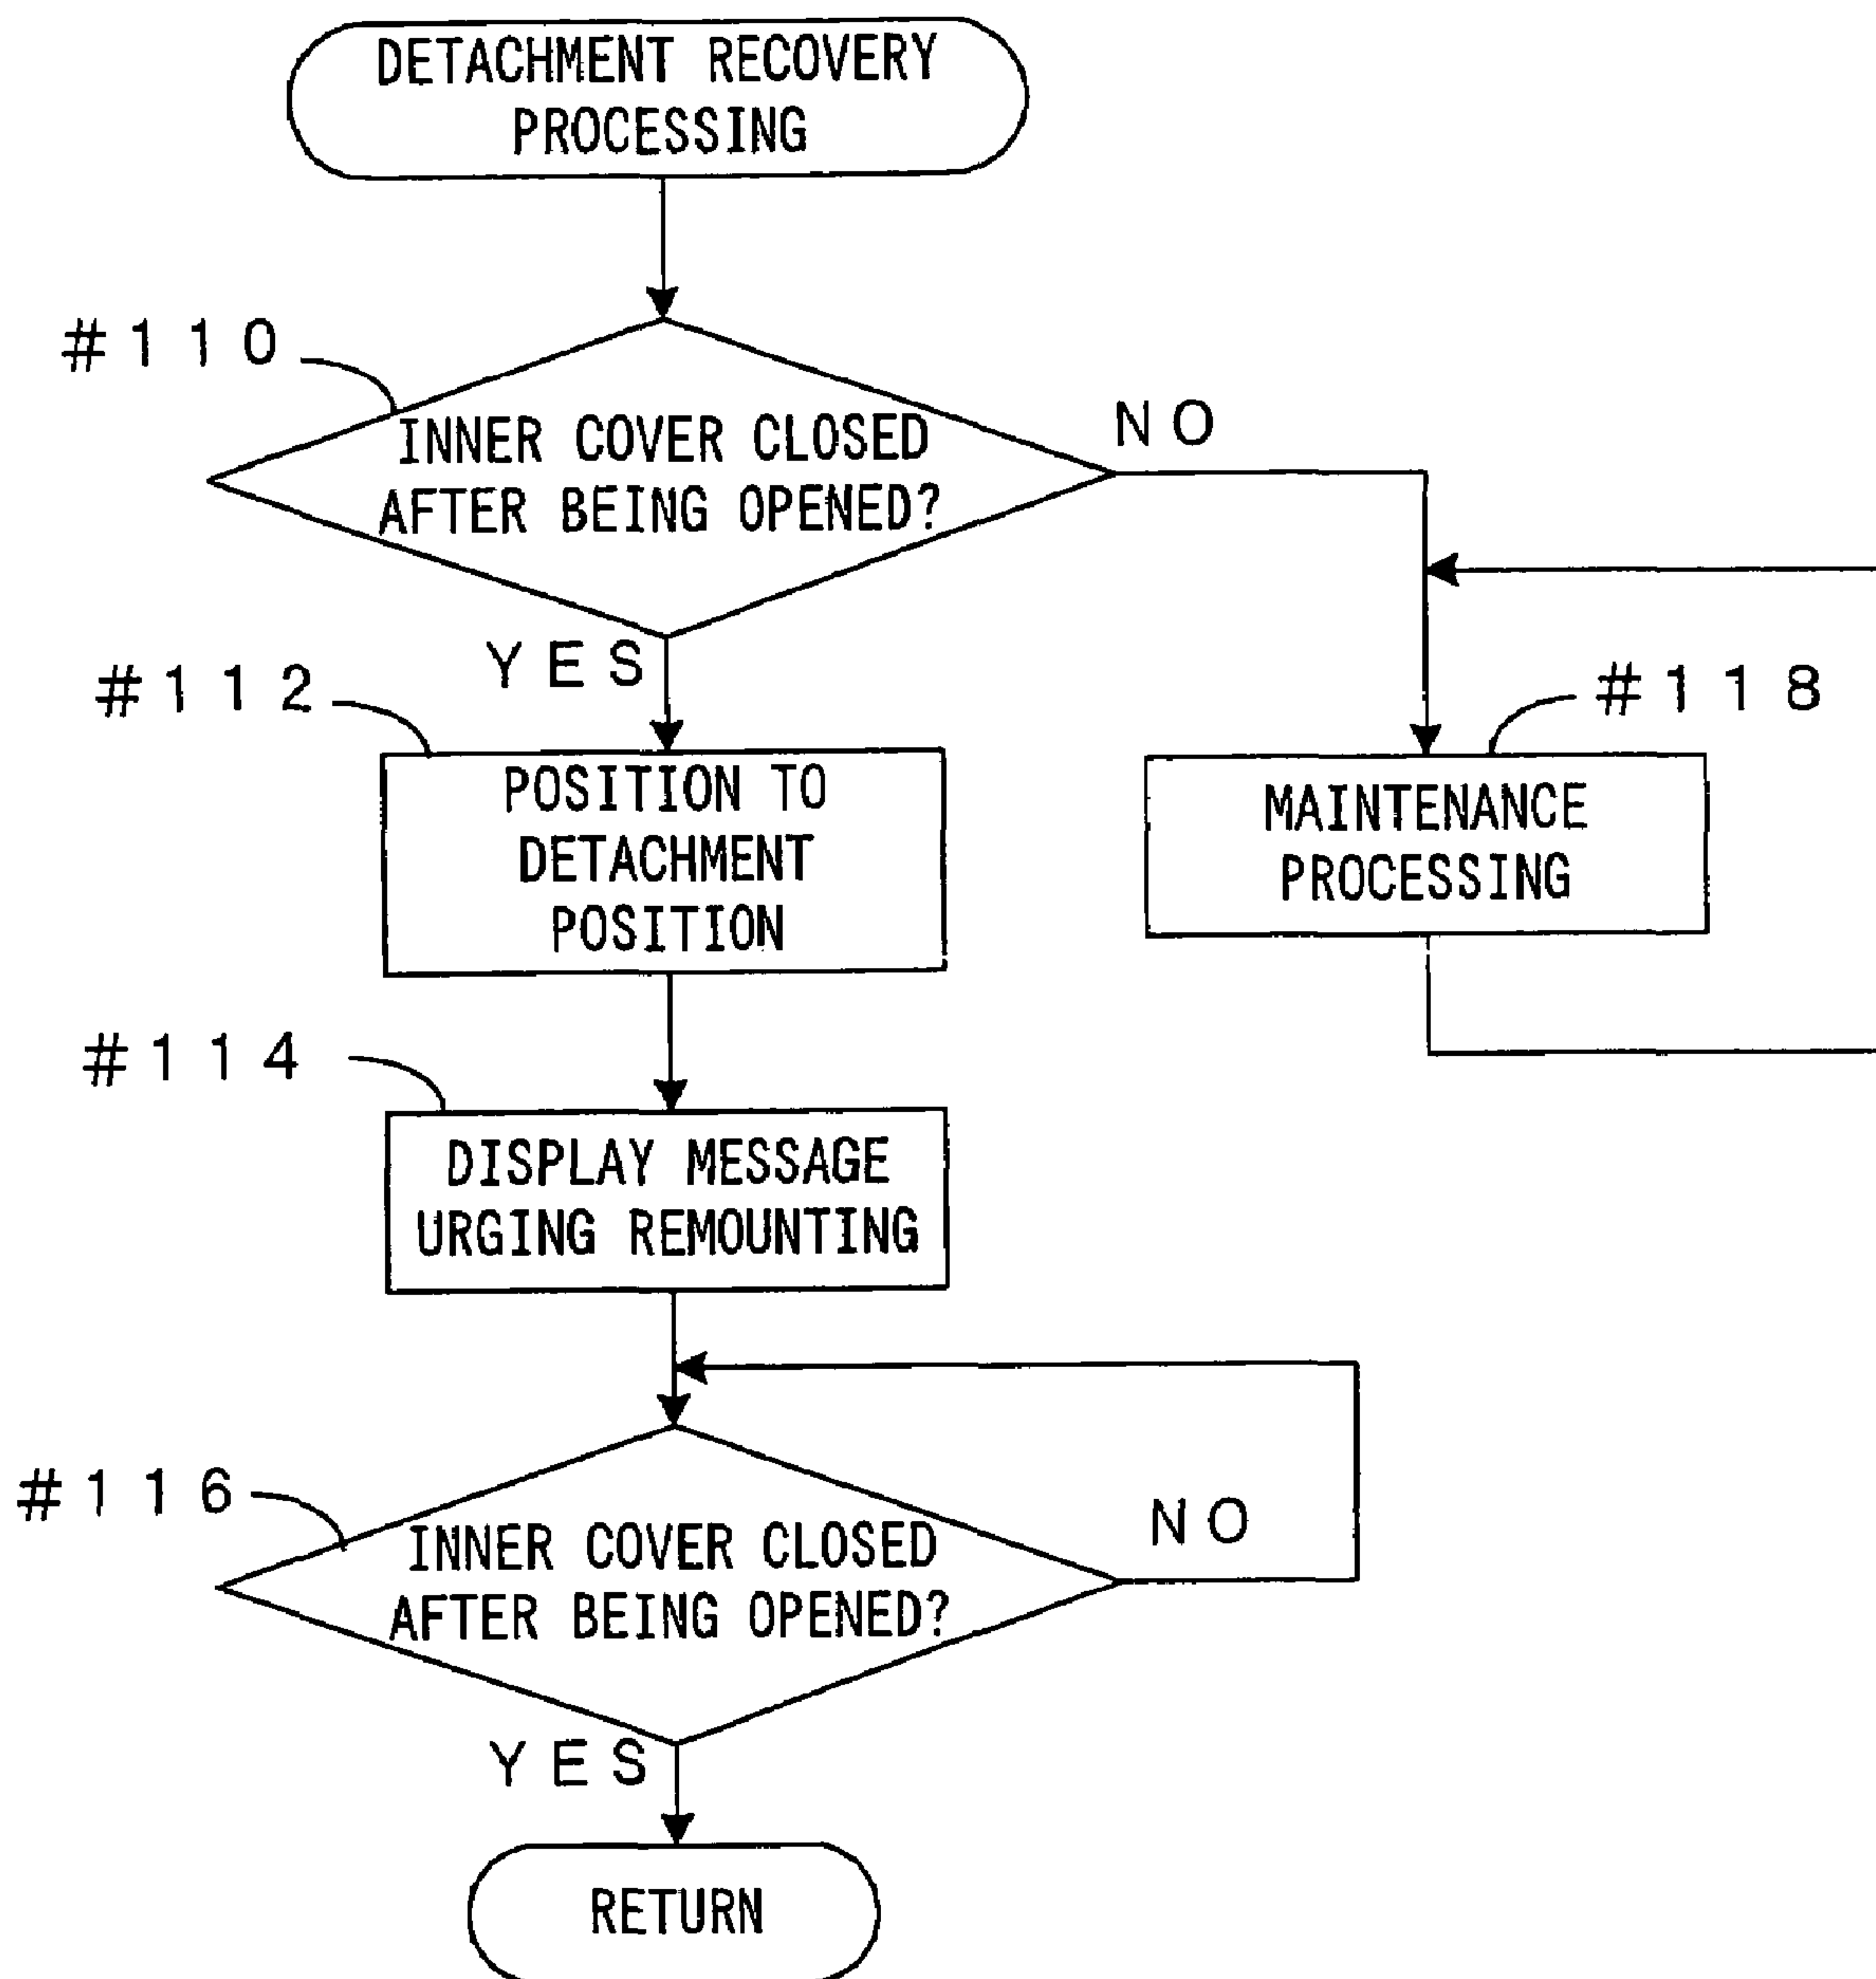 DETACHMENT RECOVERY
PROCESSING
#110
INNER COVER CLOSED
AFTER BEING OPENED?
NO
YES
#112
POSITION TO
DETACHMENT
POSITION
#118
MAINTENANCE
PROCESSING
#114
DISPLAY MESSAGE
URGING REMOUNTING
#116
INNER COVER CLOSED
AFTER BEING OPENED?
NO
YES
RETURN